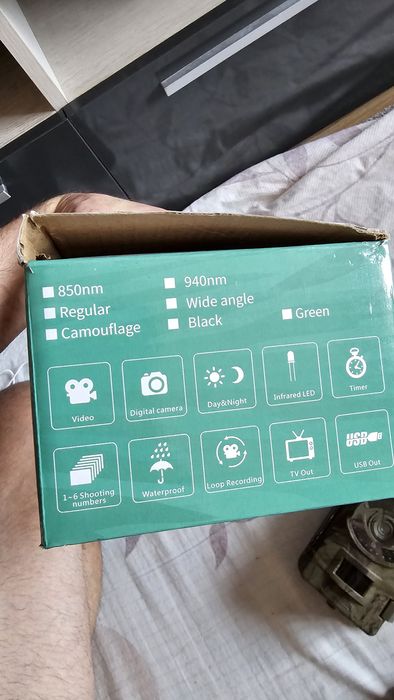 850nm 940nm
Regular Wide angle
Camouflage Black Green
Video Digital camera Day&Night Infrared LED Timer
1~6 Shooting numbers Waterproof Loop Recording TV Out USB USB Out